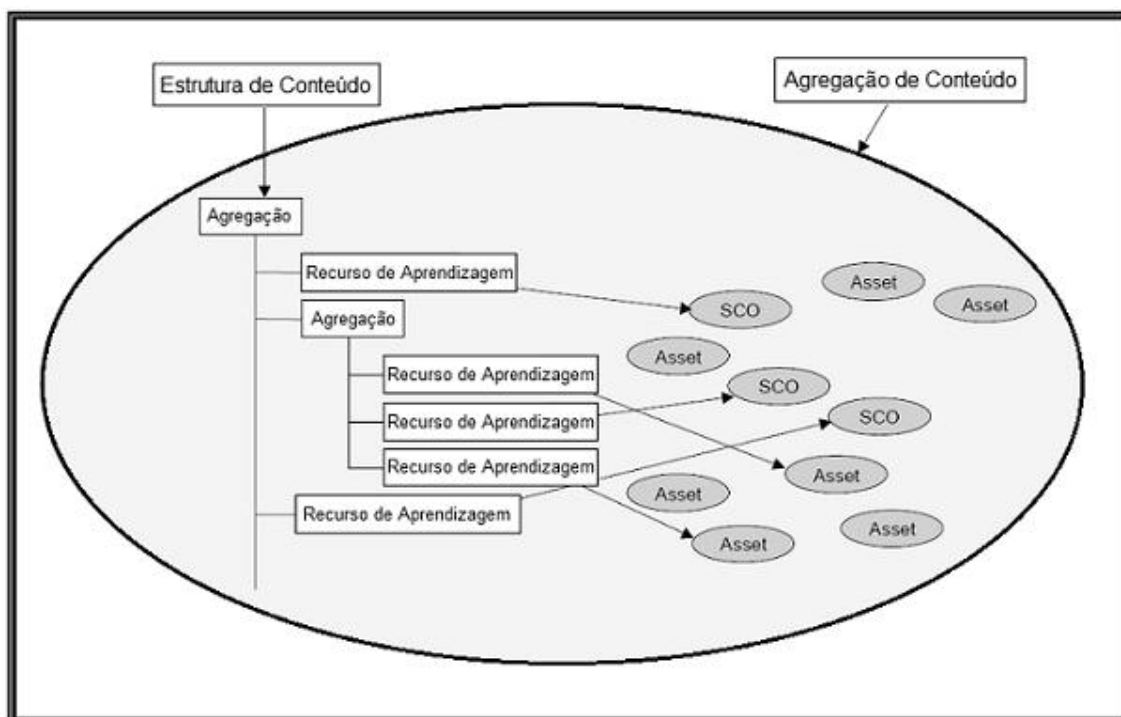 Estrutura de Conteúdo
Agregação de Conteúdo
Agregação
Recurso de Aprendizagem
Asset
Asset
SCO
Agregação
Asset
Recurso de Aprendizagem
SCO
Recurso de Aprendizagem
SCO
Recurso de Aprendizagem
Asset
Asset
Recurso de Aprendizagem
Asset
Asset